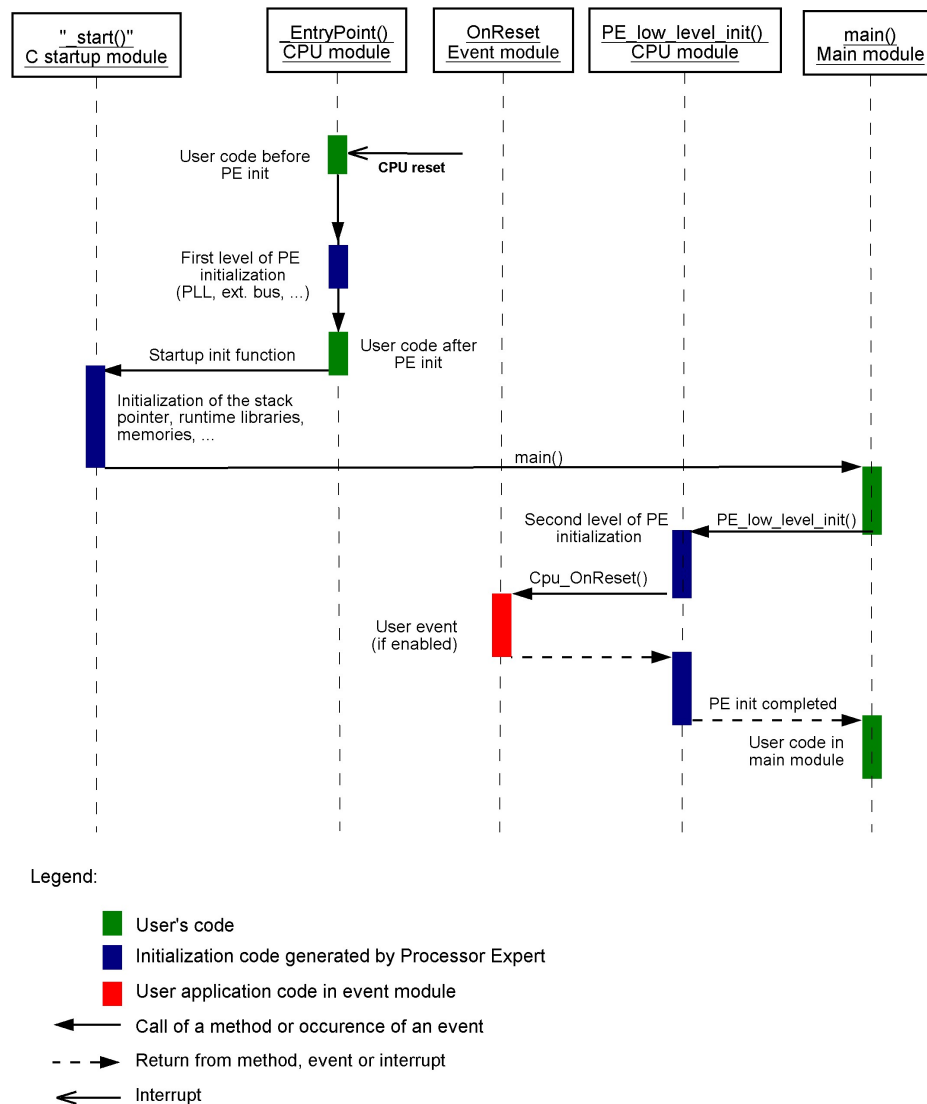 "_start()"
C startup module
_EntryPoint()
CPU module
OnReset
Event module
PE_low_level_init()
CPU module
main()
Main module
User code before
PE init
CPU reset
First level of PE
initialization
(PLL, ext. bus, ...)
User code after
PE init
Startup init function
Initialization of the stack
pointer, runtime libraries,
memories, ...
main()
PE_low_level_init()
Second level of PE
initialization
Cpu_OnReset()
User event
(if enabled)
PE init completed
User code in
main module
Legend:
User's code
Initialization code generated by Processor Expert
User application code in event module
Call of a method or occurence of an event
Return from method, event or interrupt
Interrupt